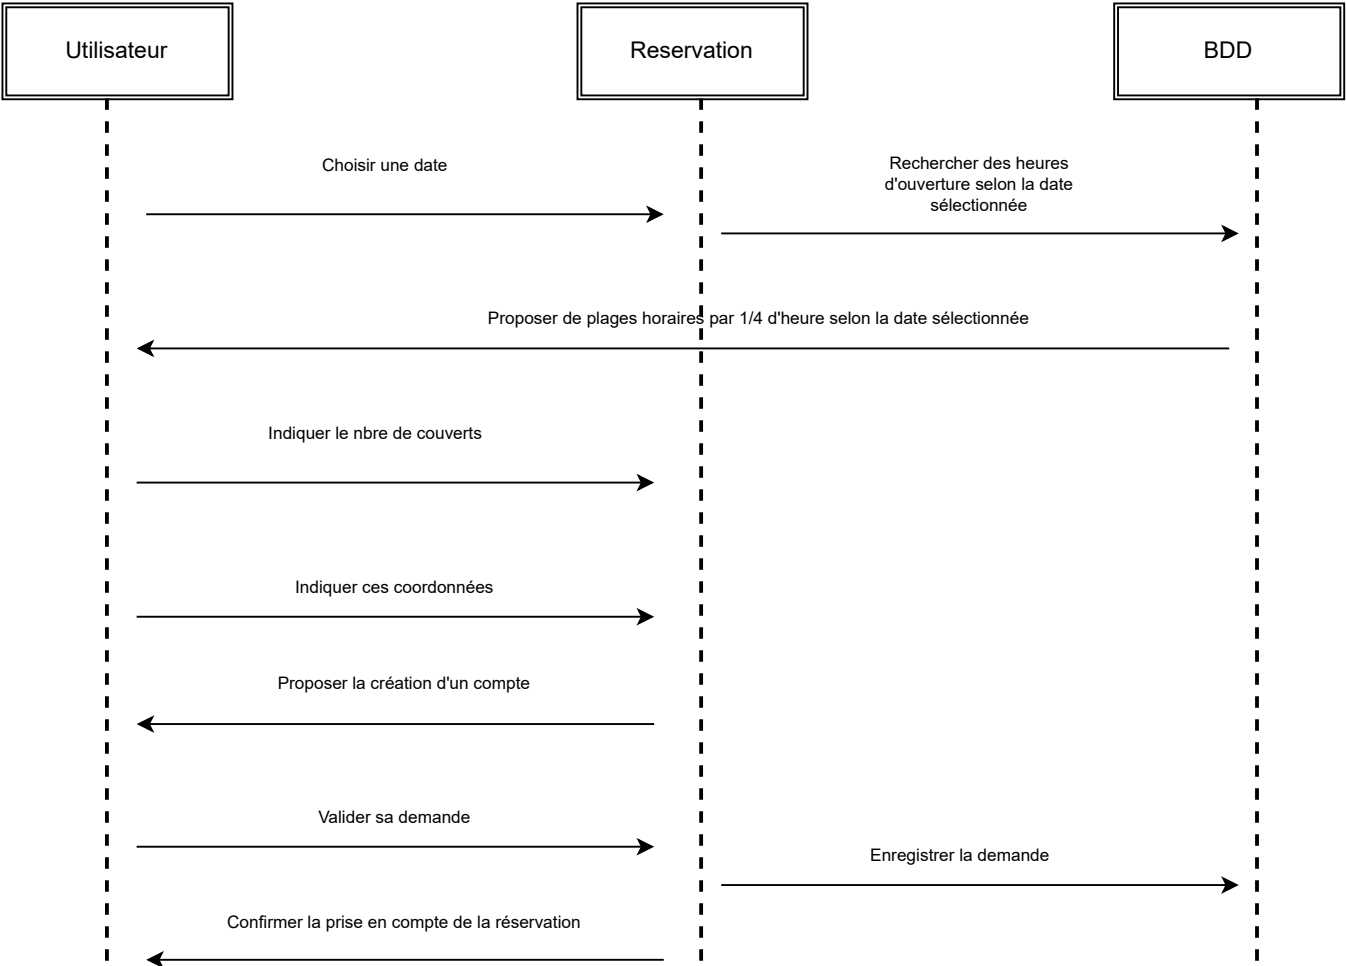 Utilisateur
Reservation
BDD
Choisir une date
Rechercher des heures
d'ouverture selon la date
sélectionnée
Proposer de plages horaires par 1/4 d'heure selon la date sélectionnée
Indiquer le nbre de couverts
Indiquer ces coordonnées
Proposer la création d'un compte
Valider sa demande
Enregistrer la demande
Confirmer la prise en compte de la réservation